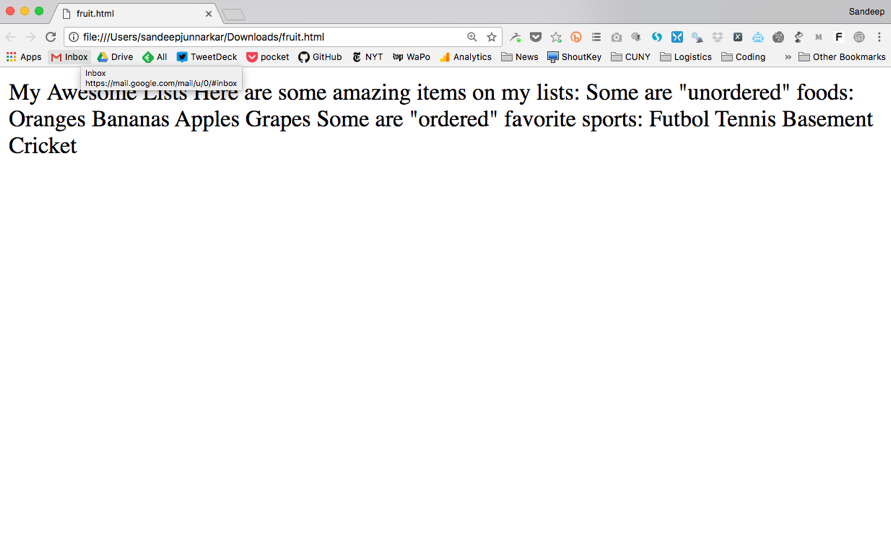 fruit.html
Sandeep
file:///Users/sandeepjunnarkar/Downloads/fruit.html
Apps Inbox Drive All TweetDeck pocket GitHub NYT WaPo Analytics News ShoutKey CUNY Logistics Coding » Other Bookmarks
Inbox
https://mail.google.com/mail/u/0/#inbox
My Awesome Lists Here are some amazing items on my lists: Some are "unordered" foods:
Oranges Bananas Apples Grapes Some are "ordered" favorite sports: Futbol Tennis Basement
Cricket